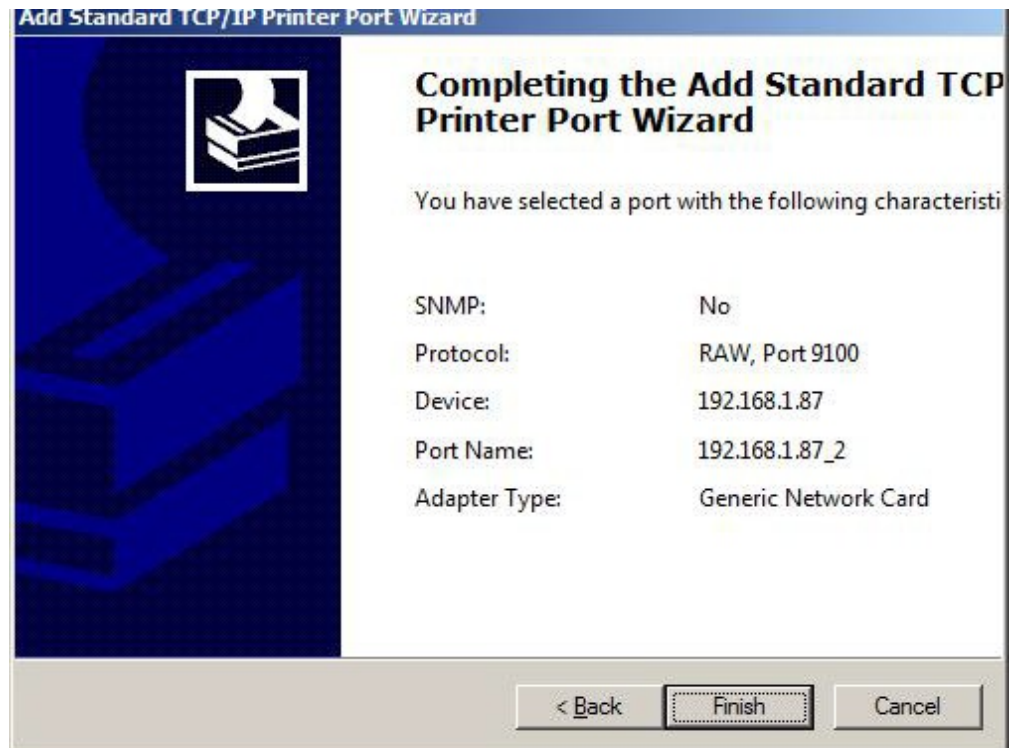 Add Standard TCP/IP Printer Port Wizard
Completing the Add Standard TCP
Printer Port Wizard
You have selected a port with the following characteristi
SNMP: No
Protocol: RAW, Port 9100
Device: 192.168.1.87
Port Name: 192.168.1.87_2
Adapter Type: Generic Network Card
< Back Finish Cancel